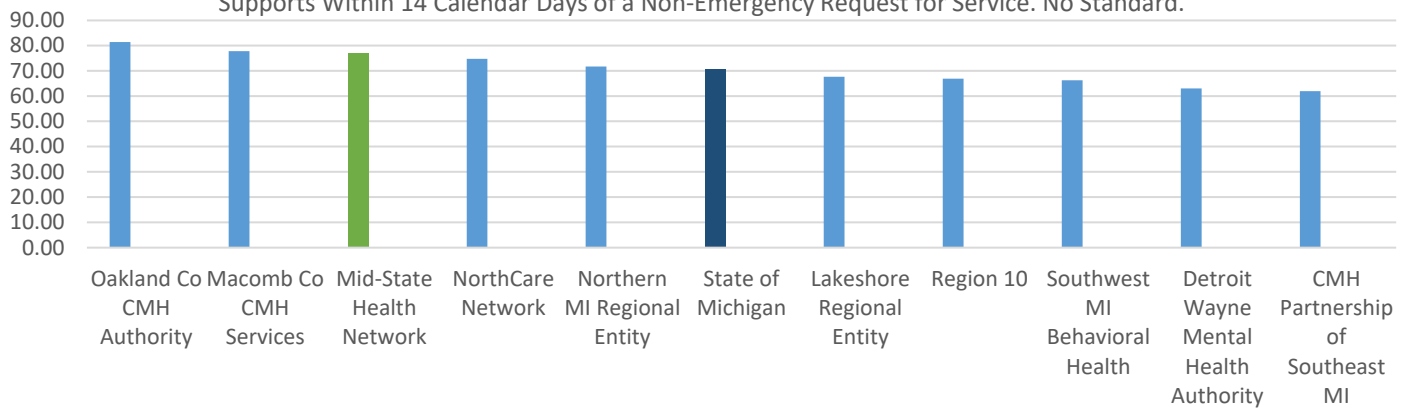 Supports Within 14 Calendar Days of a Non-Emergency Request for Service. No Standard.
90.00
80.00
70.00
60.00
50.00
40.00
30.00
20.00
10.00
0.00
Oakland Co
CMH
Authority
Macomb Co
CMH
Services
Mid-State
Health
Network
NorthCare
Network
Northern
MI Regional
Entity
State of
Michigan
Lakeshore
Regional
Entity
Region 10
Southwest
MI
Behavioral
Health
Detroit
Wayne
Mental
Health
Authority
CMH
Partnership
of
Southeast
MI